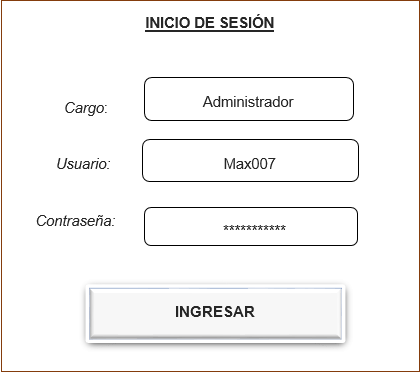 INICIO DE SESIÓN
Cargo: Administrador
Usuario: Max007
Contraseña: ***********
INGRESAR